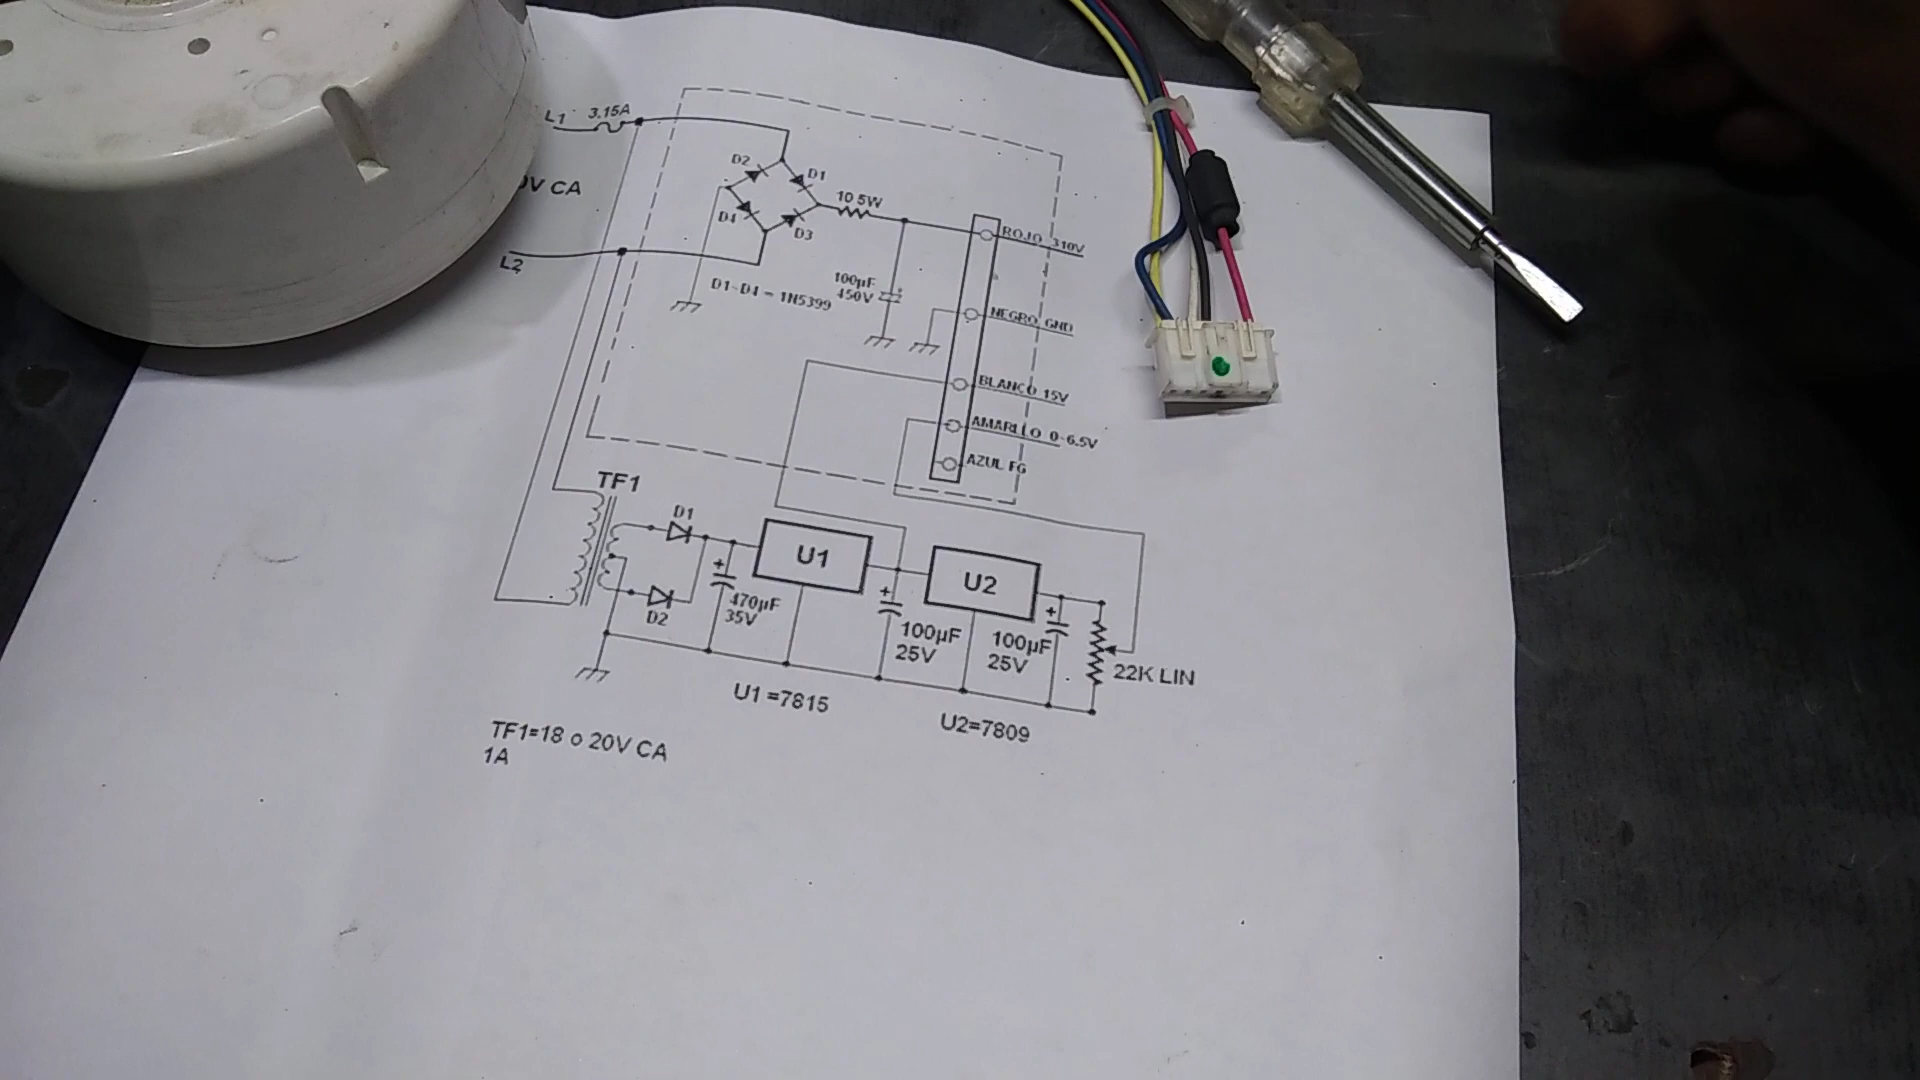 L1 3.15A
0V CA
L2
D2
D1
D4
D3
10 5W
ROJO 310V
100µF
450V
D1-D4 = 1N5399
NEGRO GND
BLANCO 15V
AMARLLO 0-6.5V
AZUL FG
TF1
D1
D2
470µF
35V
U1
100µF
25V
U2
100µF
25V
22K LIN
U1=7815
U2=7809
TF1=18 o 20V CA
1A